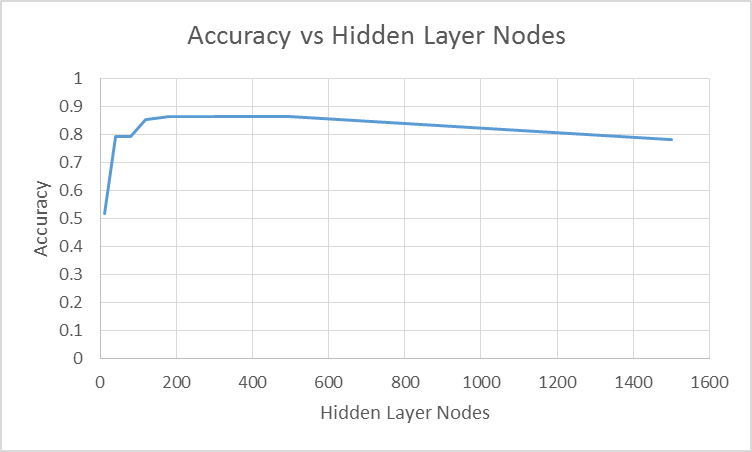 Accuracy vs Hidden Layer Nodes
1
0.9
0.8
0.7
0.6
0.5
0.4
0.3
0.2
0.1
0
Accuracy
0 200 400 600 800 1000 1200 1400 1600
Hidden Layer Nodes